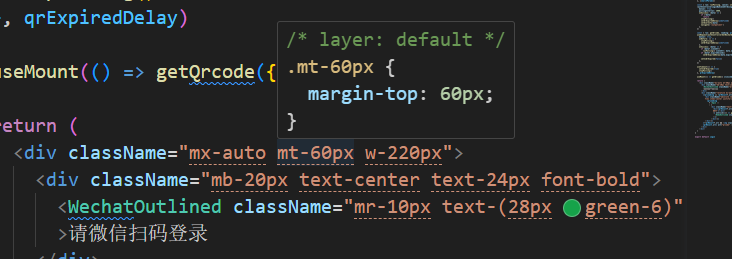 , qrExpiredDelay)
/* layer: default */
.mt-60px {
margin-top: 60px;
}
useMount(() => getQrcode({
return (
<div className="mx-auto mt-60px w-220px">
<div className="mb-20px text-center text-24px font-bold">
<WechatOutlined className="mr-10px text-(28px green-6)"
>请微信扫码登录
</div>